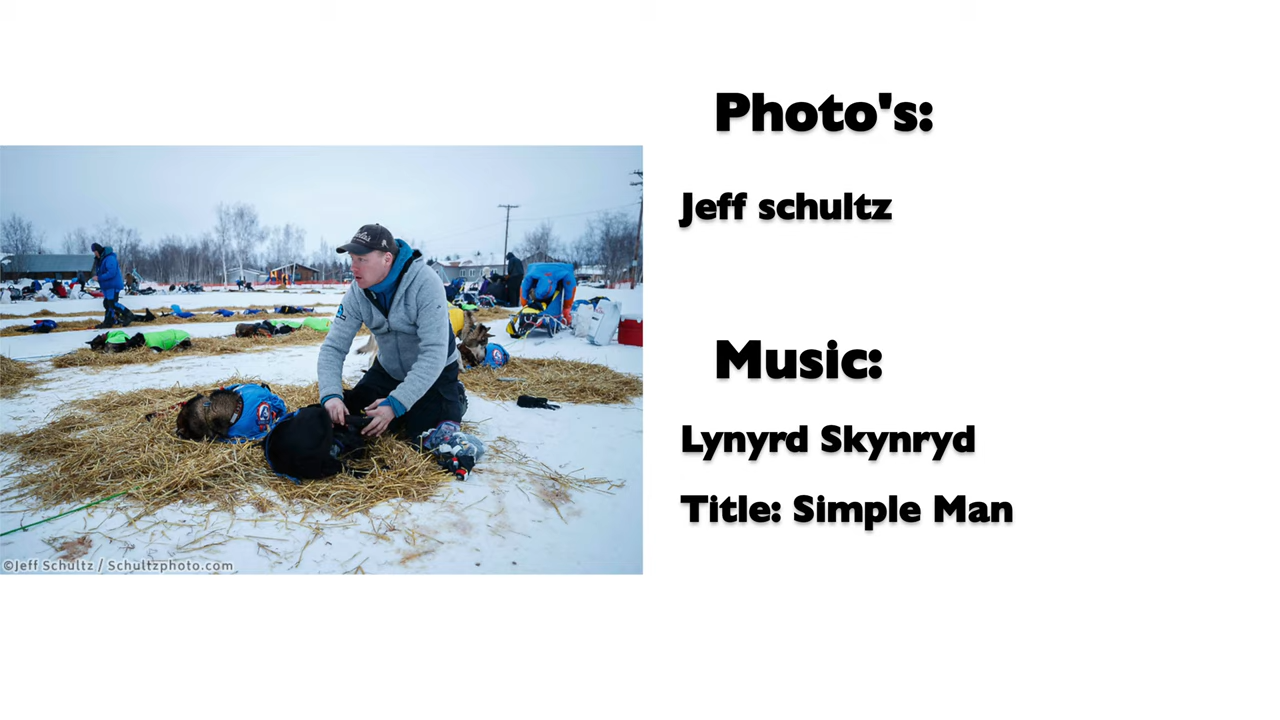 Photo's:
Jeff schultz
Music:
Lynyrd Skynryd
Title: Simple Man
©Jeff Schultz / Schultzphoto.com